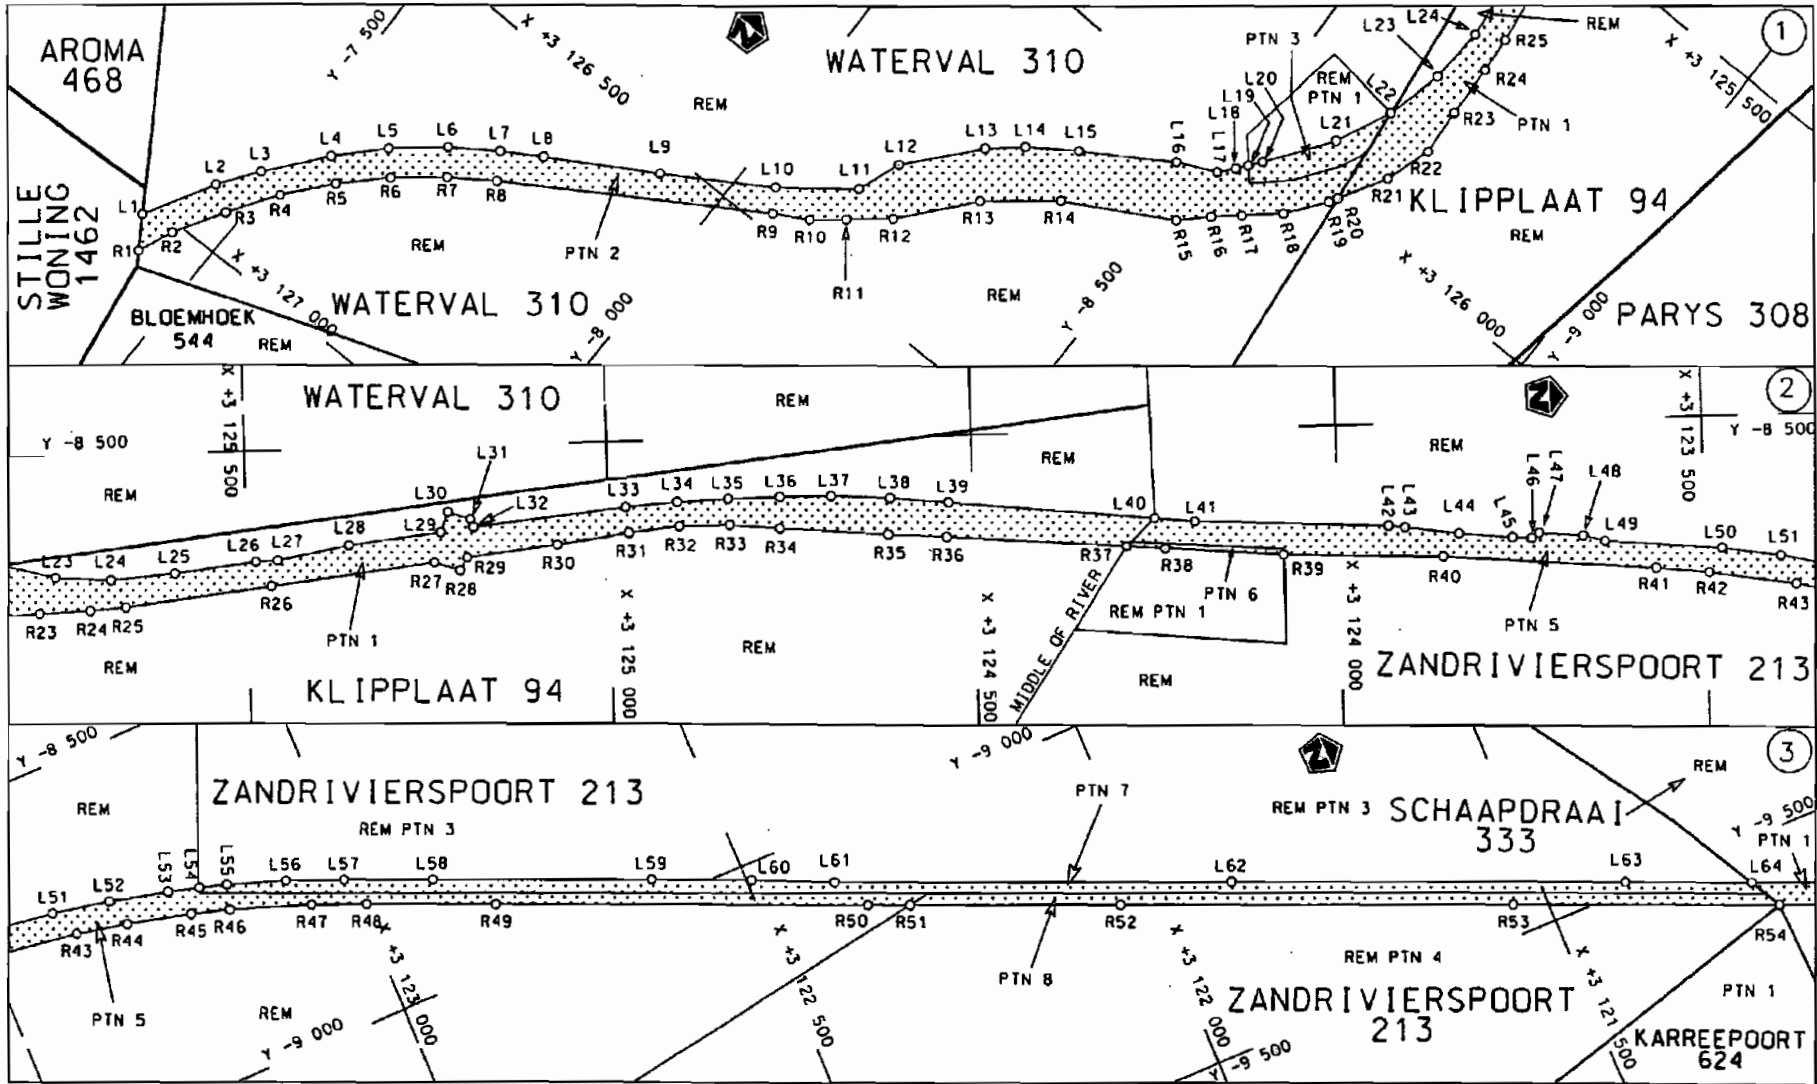 AROMA
468
Y -7 500
X +3 126 500
WATERVAL 310
REM
PTN 3
REM
PTN 1
L23
L24
REM
X +3 125 500
1
STILLE
WONING
1462
L1
L2
L3
L4
L5
L6
L7
L8
L9
L10
L11
L12
L13
L14
L15
L16
L17
L18
L19
L20
L21
L22
R1
R2
R3
R4
R5
R6
R7
R8
R9
R10
R11
R12
R13
R14
R15
R16
R17
R18
R19
R20
R21
R22
R23
R24
R25
PTN 1
PTN 2
REM
KLIPPLAAT 94
REM
BLOEMHOEK
544
REM
X +3 127 000
WATERVAL 310
Y -8 000
REM
Y -8 500
X +3 126 000
Y -9 000
PARYS 308
WATERVAL 310
REM
2
Y -8 500
X +3 125 500
REM
REM
REM
X +3 123 500
Y -8 500
L23
L24
L25
L26
L27
L28
L29
L30
L31
L32
L33
L34
L35
L36
L37
L38
L39
L40
L41
L42
L43
L44
L45
L46
L47
L48
L49
L50
L51
R23
R24
R25
R26
R27
R28
R29
R30
R31
R32
R33
R34
R35
R36
R37
R38
R39
R40
R41
R42
R43
PTN 1
REM
KLIPPLAAT 94
X +3 125 000
REM
X +3 124 500
MIDDLE OF RIVER
REM PTN 1
PTN 6
REM
X +3 124 000
PTN 5
ZANDRIVIERSPOORT 213
Y -8 500
REM
ZANDRIVIERSPOORT 213
REM PTN 3
Y -9 000
PTN 7
REM PTN 3
SCHAAPDRAAI
333
REM
3
Y -9 500
PTN 1
L51
L52
L53
L54
L55
L56
L57
L58
L59
L60
L61
L62
L63
L64
R43
R44
R45
R46
R47
R48
R49
R50
R51
R52
R53
R54
PTN 5
REM
Y -9 000
X +3 123 000
X +3 122 500
PTN 8
X +3 122 000
Y -9 500
REM PTN 4
ZANDRIVIERSPOORT
213
X +3 121 500
PTN 1
KARREEPOORT
624